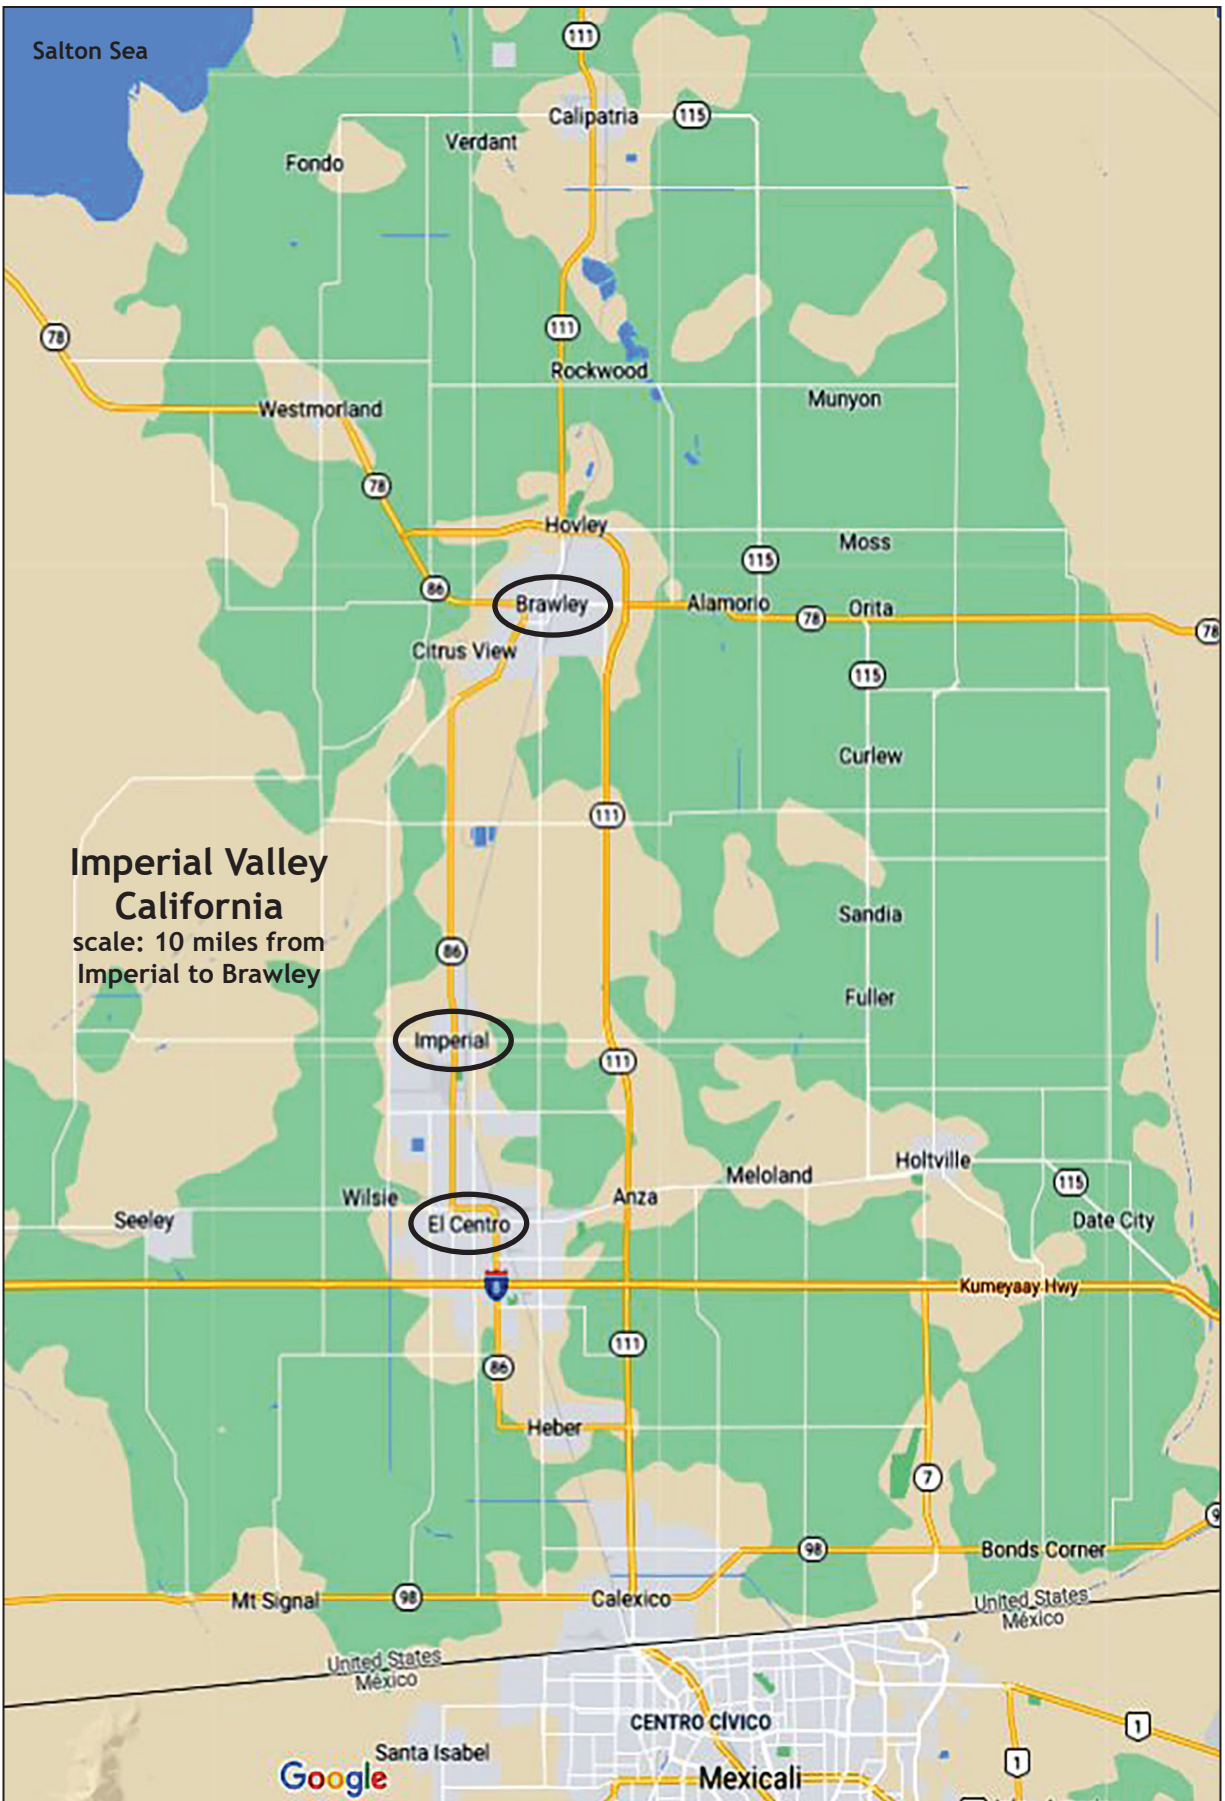 111
Salton Sea
Calipatria
115
Verdant
Fondo
111
78
Rockwood
Munyon
Westmorland
78
Hovley
Moss
115
86
Brawley
Alamorio
78
Orita
78
Citrus View
115
Curlew
111
Imperial Valley
California
scale: 10 miles from
Imperial to Brawley
Sandia
86
Fuller
Imperial
111
Holtville
Meloland
115
Wilsie
Anza
Seeley
El Centro
Date City
8
Kumeyaay Hwy
111
86
Heber
7
98
Bonds Corner
Mt Signal
98
Calexico
United States
México
United States
México
CENTRO CÍVICO
1
Santa Isabel
1
Google
Mexicali